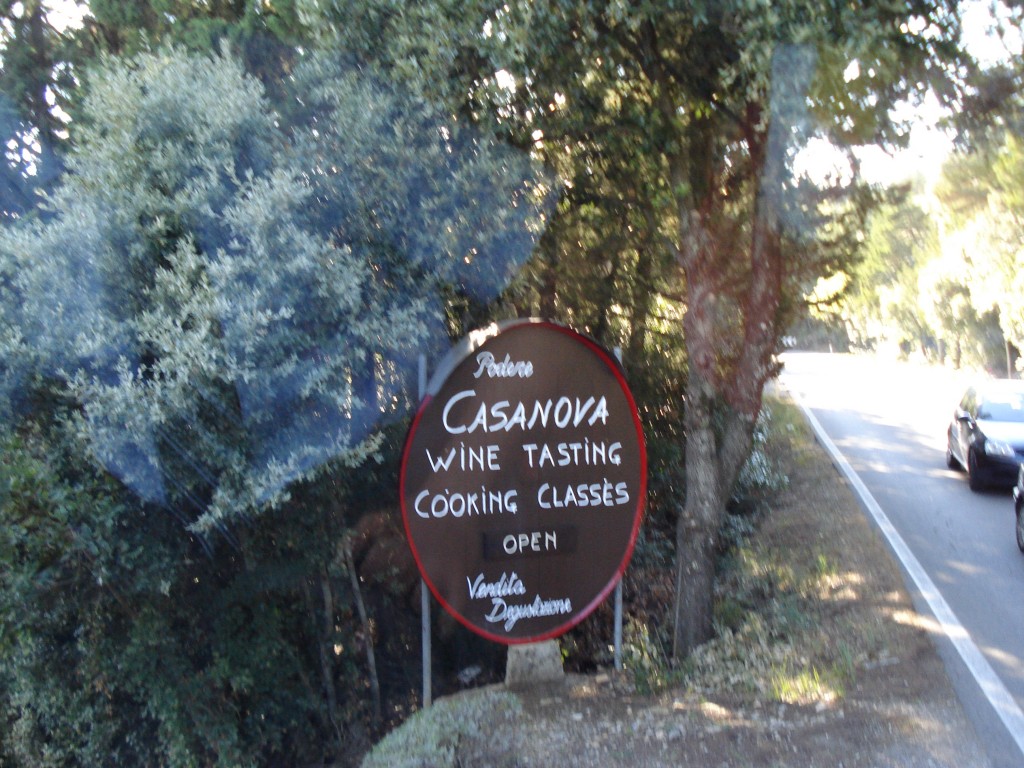 Podere
CASANOVA
WINE TASTING
COOKING CLASSES
OPEN
Vendita
Degustazione